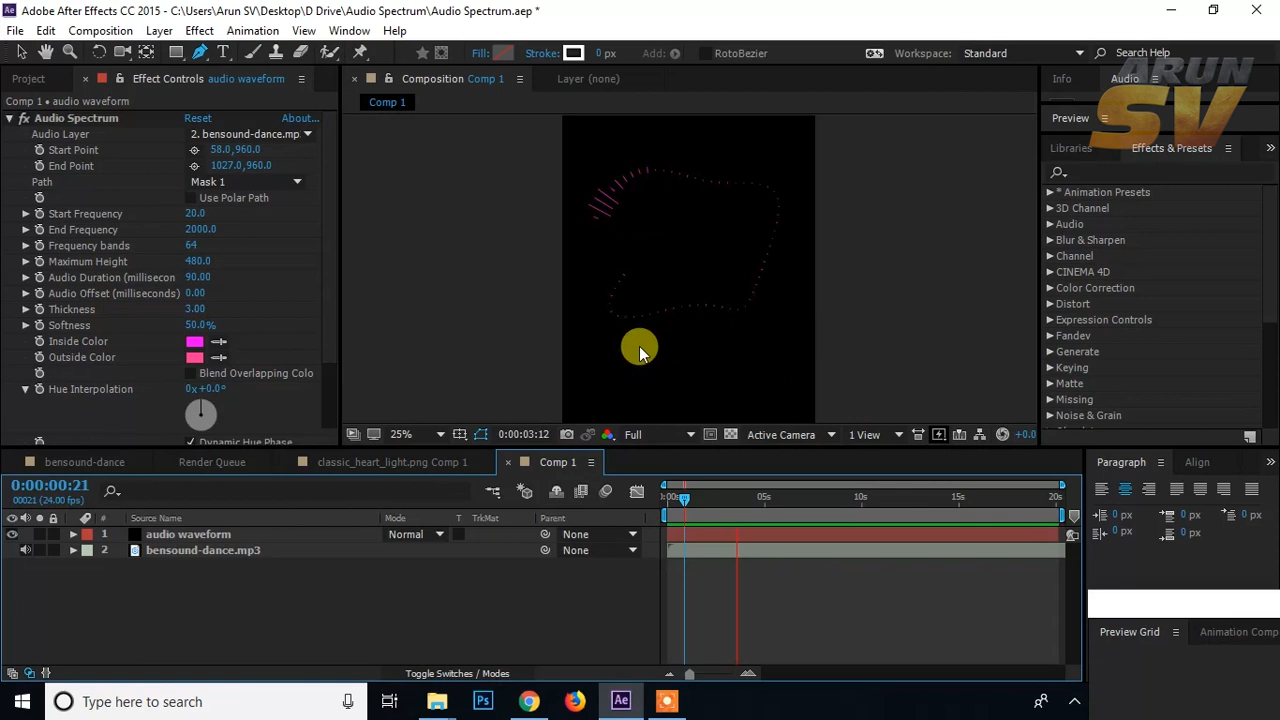 Adobe After Effects CC 2015 - C:\Users\Arun SV\Desktop\D Drive\Audio Spectrum\Audio Spectrum.aep *
File Edit Composition Layer Effect Animation View Window Help
Fill: Stroke: 0 px Add: RotoBezier Workspace: Standard Search Help
Project Effect Controls audio waveform Composition Comp 1 Layer (none) Info Audio
ARUN
SV
Comp 1 • audio waveform
Comp 1
Audio Spectrum Reset About...
Audio Layer 2. bensound-dance.mp
Start Point 58.0,960.0
End Point 1027.0,960.0
Path Mask 1
Use Polar Path
Start Frequency 20.0
End Frequency 2000.0
Frequency bands 64
Maximum Height 480.0
Audio Duration (millisecon 90.00
Audio Offset (milliseconds) 0.00
Thickness 3.00
Softness 50.0%
Inside Color
Outside Color
Blend Overlapping Colo
Hue Interpolation 0x+0.0°
Dynamic Hue Phase
Preview
Libraries Effects & Presets
* Animation Presets
3D Channel
Audio
Blur & Sharpen
Channel
CINEMA 4D
Color Correction
Distort
Expression Controls
Fandev
Generate
Keying
Matte
Missing
Noise & Grain
25% 0:00:03:12 Full Active Camera 1 View +0.0
bensound-dance Render Queue classic_heart_light.png Comp 1 Comp 1
0:00:00:21
00021 (24.00 fps)
:00s 05s 10s 15s 20s
# Source Name Mode T TrkMat Parent
1 audio waveform Normal None
2 bensound-dance.mp3 None
Toggle Switches / Modes
Paragraph Align
0 px 0 px 0 px
0 px 0 px
Preview Grid Animation Comp
Type here to search
Ps
Ae